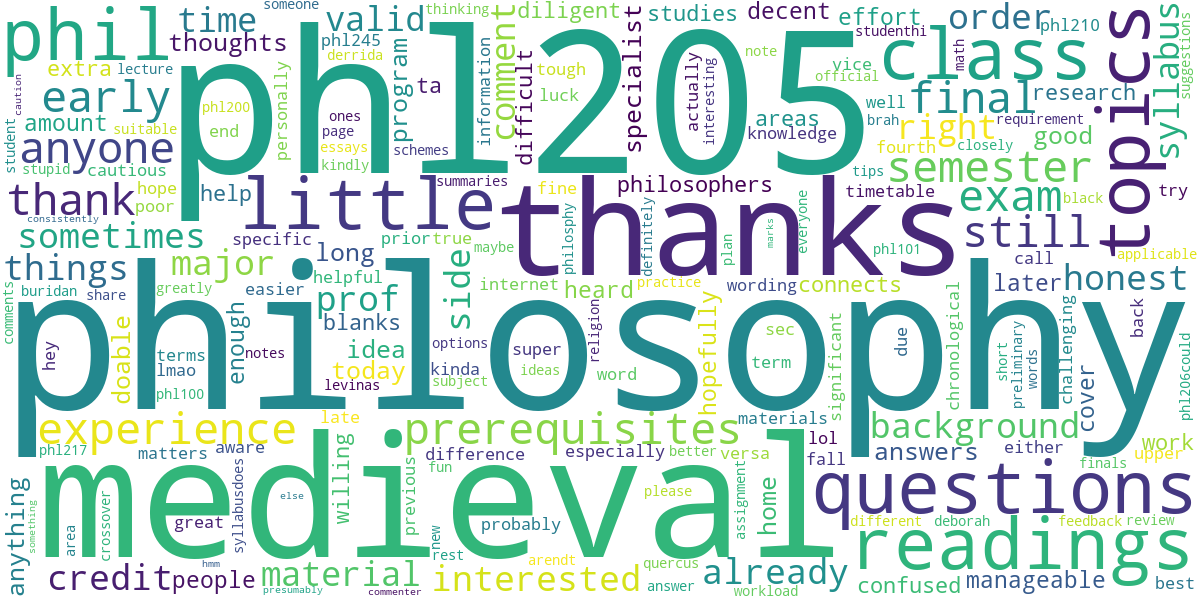 phil
time
valid
someone
thinking
diligent
studies
decent
effort
order
phl210
syllabus
suggestions
thoughts
phl245
derrida
comment
note
studenthi
class
math
topics
extra
lecture
caution
phl205
personally
program
ta
information
difficult
tough
luck
specialist
actually
interesting
official
vice
final
research
early
phl200
ones
page
areas
well
brah
requirement
amount
suitable
end
essays
knowledge
right
fourth
closely
good
student
anyone
schemes
kindly
tips
semester
stupid
cautious
thank
hope
poor
help
little
summaries
fine
philosophers
timetable
exam
black
try
consistently
thanks
sometimes
specific
long
prior
true
maybe
philosphy
definitely
plan
marks
everyone
phl101
still
call
applicable
things
major
helpful
side
internet
heard
practice
wording
connects
later
honest
comments
buridan
share
greatly
easier
prof
philosophy
hey
doable
terms
lmao
phl100
enough
notes
blanks
idea
today
levinas
options
kinda
subject
super
ideas
religion
word
hopefully
sec
term
significant
due
chronological
short
preliminary
words
challenging
cover
back
phl206could
experience
late
prerequisites
materials
background
work
phl217
matters
aware
difference
especially
better
versa
lol
fall
answers
either
upper
finals
anything
something
medieval
area
crossover
great
syllabusdoes
else
willing
previous
fun
new
rest
probably
please
assignment
home
questions
different
deborah
feedback
review
readings
credit
people
hmm
material
presumably
commenter
interested
arendt
quercus
answer
already
workload
confused
manageable
best